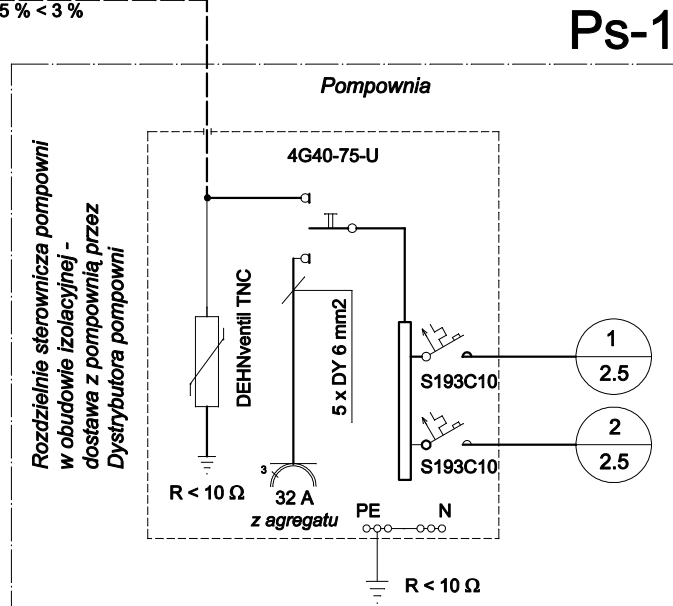 5 % < 3 %
Ps-1
Pompownia
4G40-75-U
Rozdzielnie sterownicza pompowni
w obudowie izolacyjnej -
dostawa z pompownią przez
Dystrybutora pompowni
DEHNventil TNC
5 x DY 6 mm2
1
2.5
S193C10
2
2.5
S193C10
R < 10 Ω
3
32 A
z agregatu
PE
N
R < 10 Ω